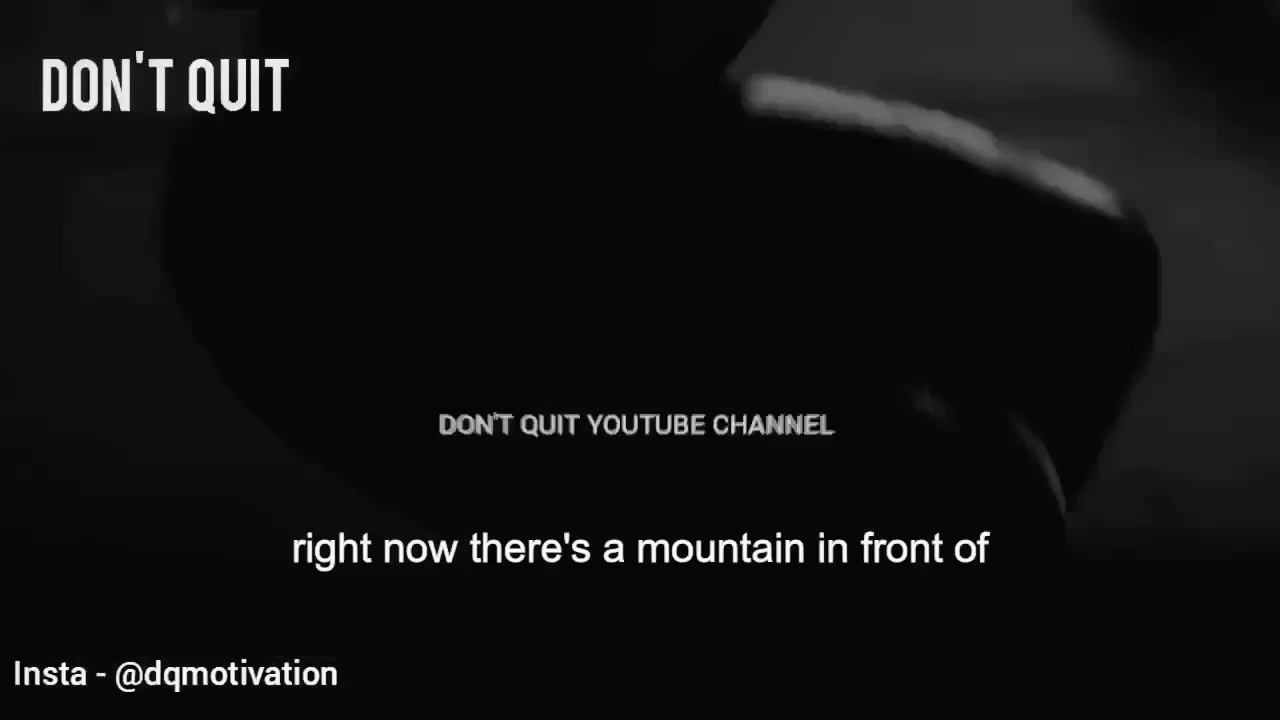 DON'T QUIT
DON'T QUIT YOUTUBE CHANNEL
right now there's a mountain in front of
Insta - @dqmotivation